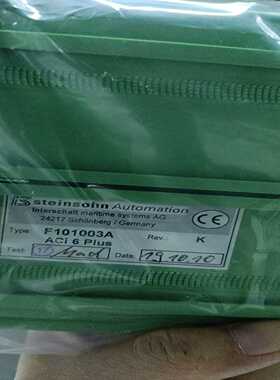 steinsohn Automation
Interschalt maritime systems AG
24217 Schönberg / Germany
CE
Type: F101003A
ACi 6 Plus Rev. K
Test: Date: 19.10.10